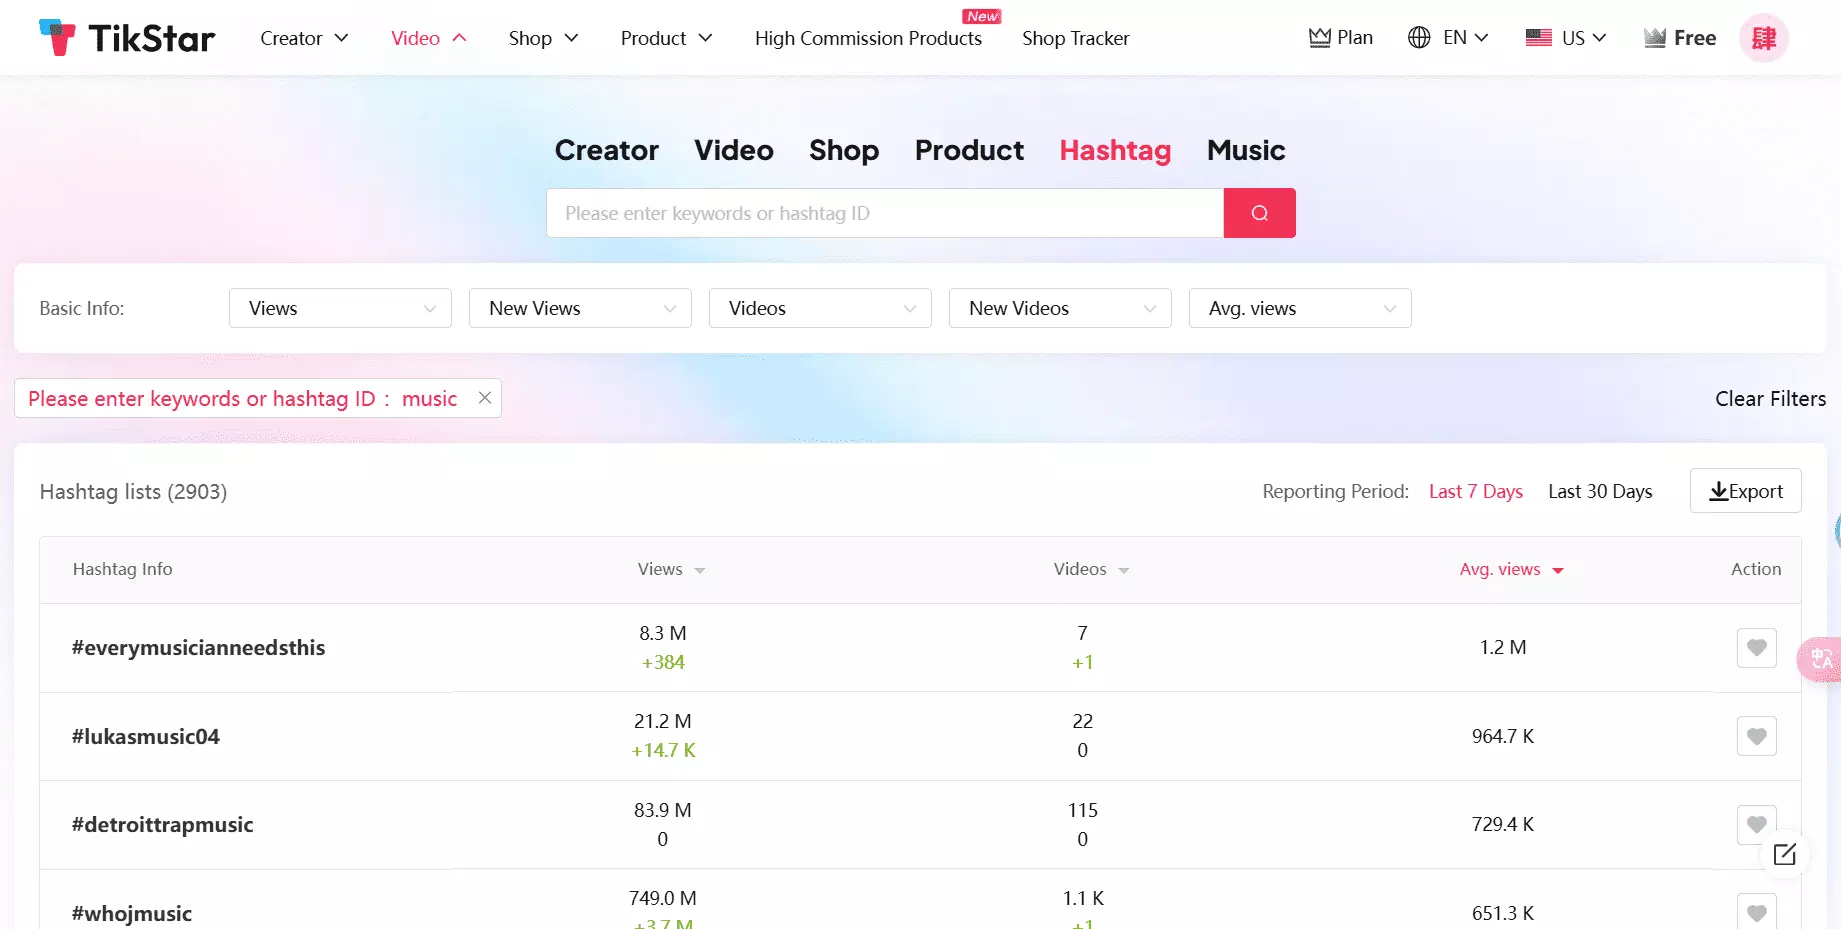 TikStar Creator Video Shop Product High Commission Products New Shop Tracker Plan EN US Free 肆
Creator Video Shop Product Hashtag Music
Please enter keywords or hashtag ID
Basic Info: Views New Views Videos New Videos Avg. views
Please enter keywords or hashtag ID : music
Clear Filters
Hashtag lists (2903)
Reporting Period: Last 7 Days Last 30 Days Export
Hashtag Info Views Videos Avg. views Action
#everymusicianneedsthis 8.3 M 7 1.2 M
+384 +1
#lukasmusic04 21.2 M 22 964.7 K
+14.7 K 0
#detroittrapmusic 83.9 M 115 729.4 K
0 0
#whojmusic 749.0 M 1.1 K 651.3 K
+3.7 M +1